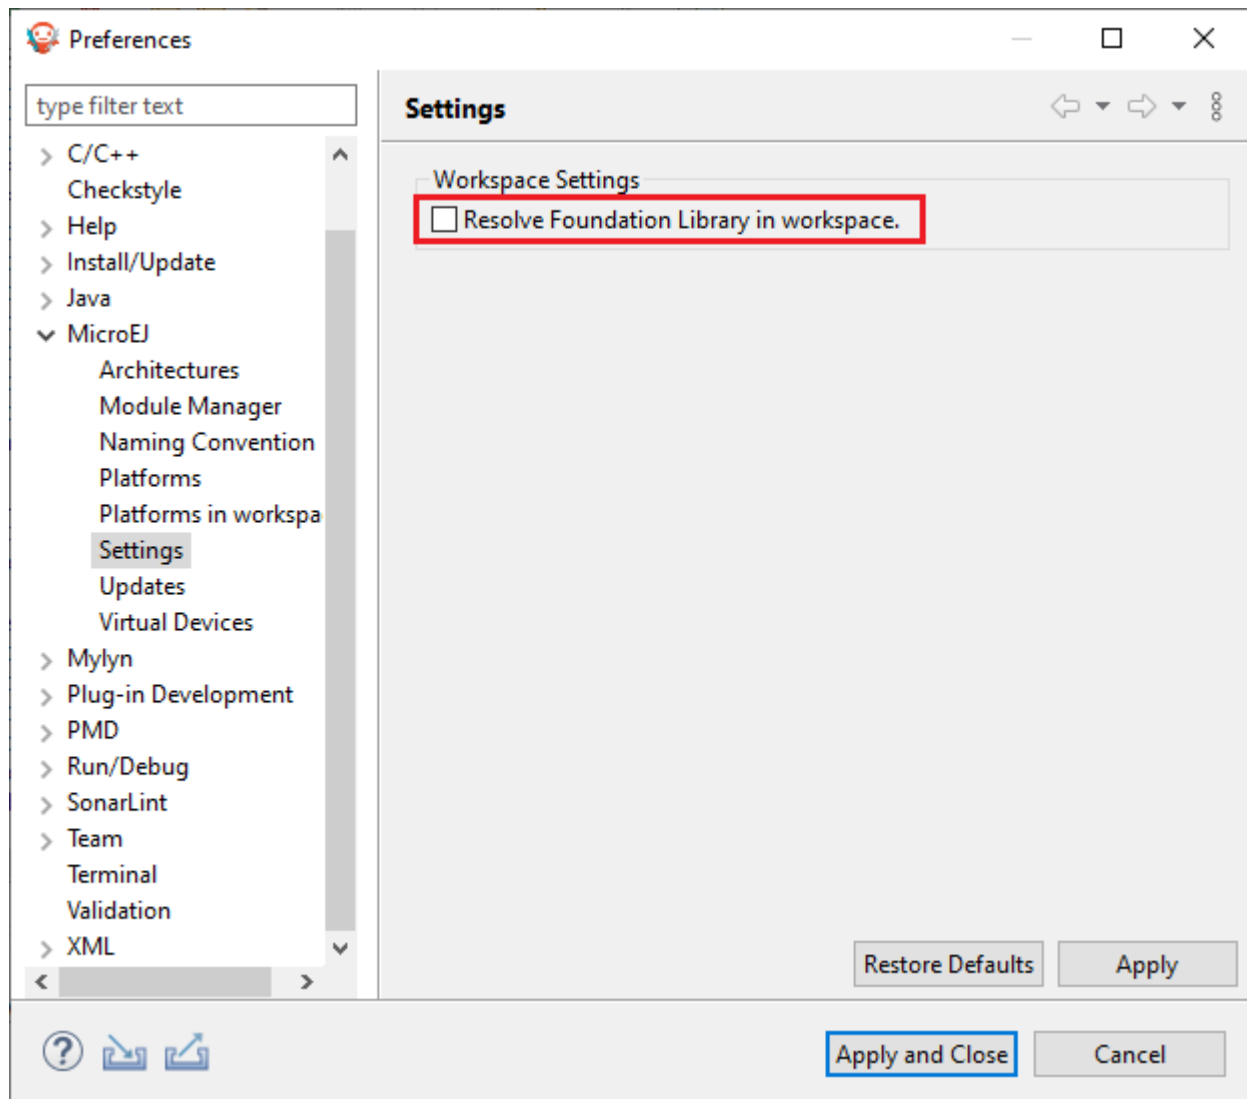 Preferences
type filter text
C/C++
Checkstyle
Help
Install/Update
Java
MicroEJ
Architectures
Module Manager
Naming Convention
Platforms
Platforms in workspa
Settings
Updates
Virtual Devices
Mylyn
Plug-in Development
PMD
Run/Debug
SonarLint
Team
Terminal
Validation
XML
Settings
Workspace Settings
Resolve Foundation Library in workspace.
Restore Defaults
Apply
Apply and Close
Cancel